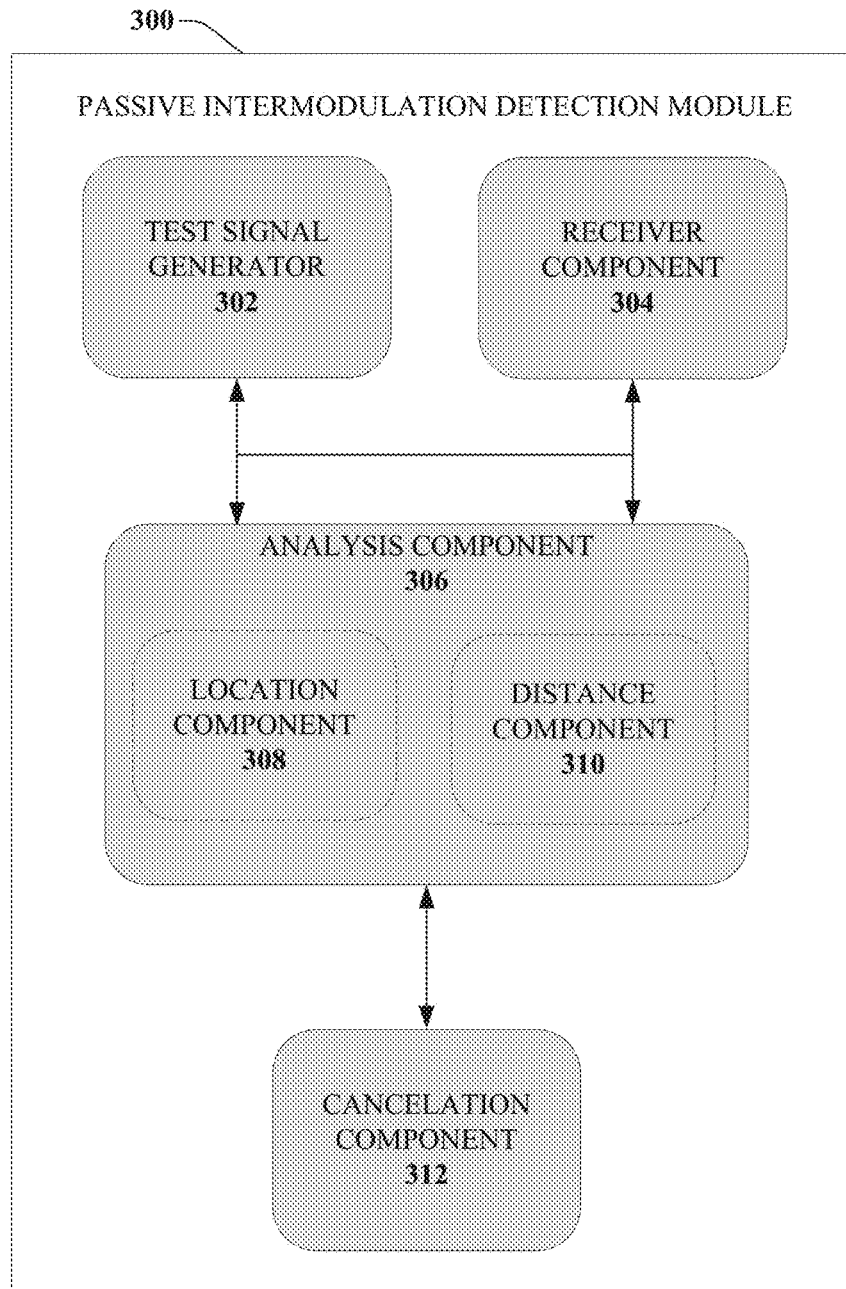 300
PASSIVE INTERMODULATION DETECTION MODULE
TEST SIGNAL
GENERATOR
302
RECEIVER
COMPONENT
304
ANALYSIS COMPONENT
306
LOCATION
COMPONENT
308
DISTANCE
COMPONENT
310
CANCELATION
COMPONENT
312